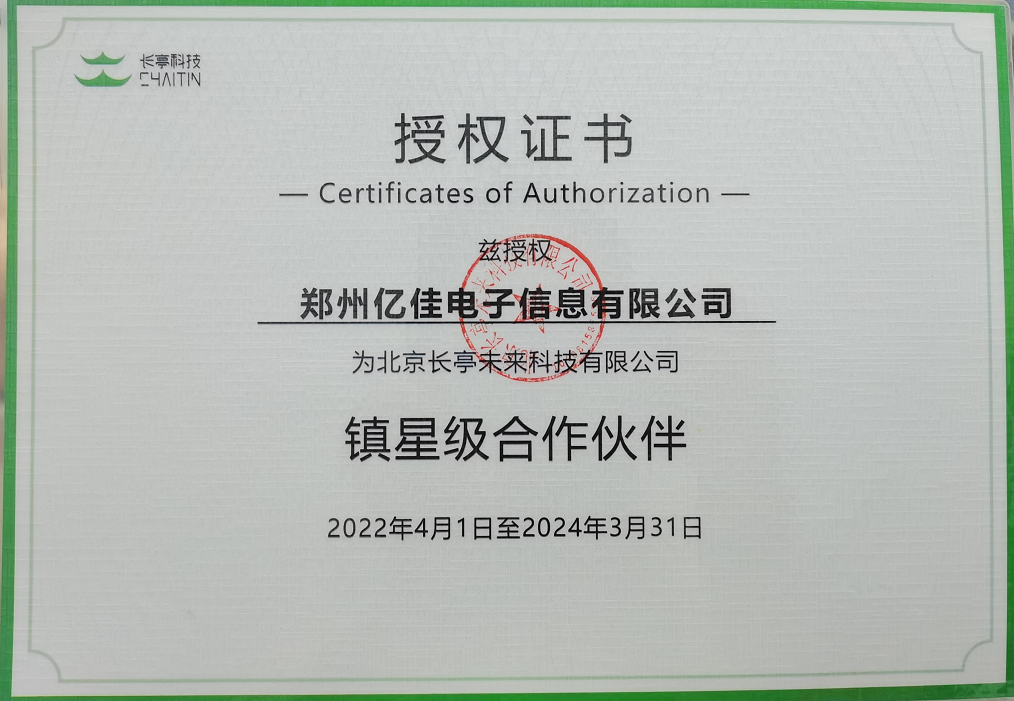 长亭科技
CHAITIN
授权证书
— Certificates of Authorization —
兹授权
郑州亿佳电子信息有限公司
为北京长亭未来科技有限公司
镇星级合作伙伴
2022年4月1日至2024年3月31日